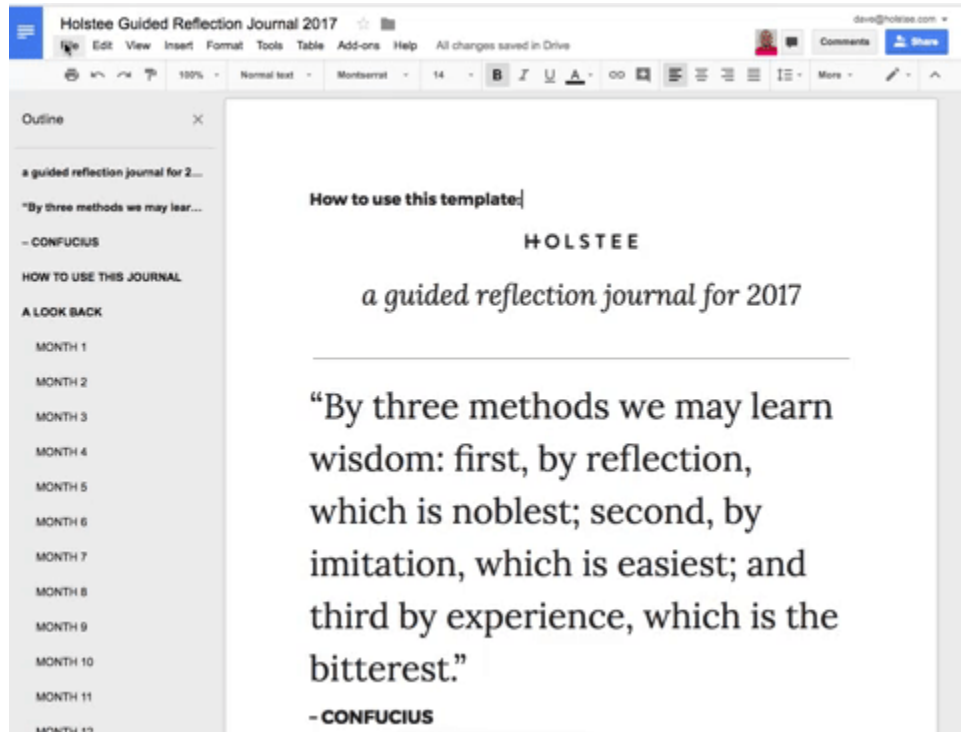 Holstee Guided Reflection Journal 2017
dave@holstee.com
File Edit View Insert Format Tools Table Add-ons Help All changes saved in Drive
Comments Share
100% Normal text Montserrat 14 B I U A More
Outline
a guided reflection journal for 2...
"By three methods we may lear...
– CONFUCIUS
HOW TO USE THIS JOURNAL
A LOOK BACK
MONTH 1
MONTH 2
MONTH 3
MONTH 4
MONTH 5
MONTH 6
MONTH 7
MONTH 8
MONTH 9
MONTH 10
MONTH 11
MONTH 12
How to use this template:
HOLSTEE
a guided reflection journal for 2017
“By three methods we may learn
wisdom: first, by reflection,
which is noblest; second, by
imitation, which is easiest; and
third by experience, which is the
bitterest.”
– CONFUCIUS